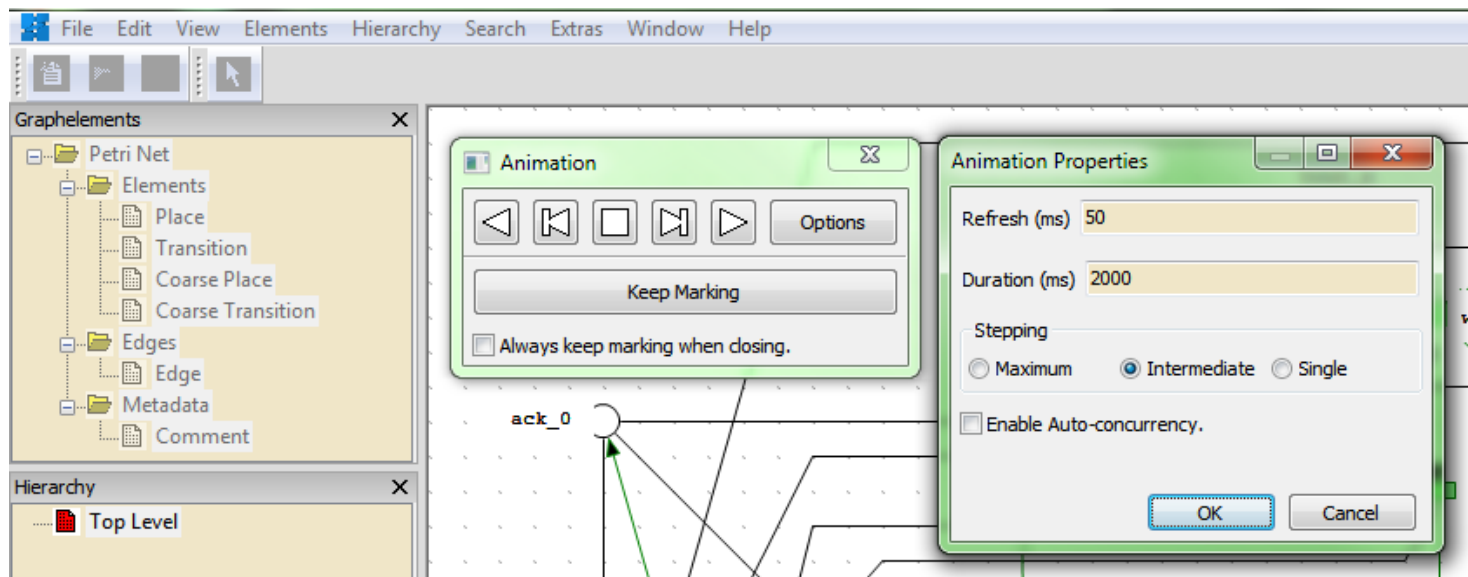 File Edit View Elements Hierarchy Search Extras Window Help
Graphelements
Petri Net
Elements
Place
Transition
Coarse Place
Coarse Transition
Edges
Edge
Metadata
Comment
Hierarchy
Top Level
Animation
Options
Keep Marking
Always keep marking when closing.
ack_0
Animation Properties
Refresh (ms) 50
Duration (ms) 2000
Stepping
Maximum Intermediate Single
Enable Auto-concurrency.
OK Cancel